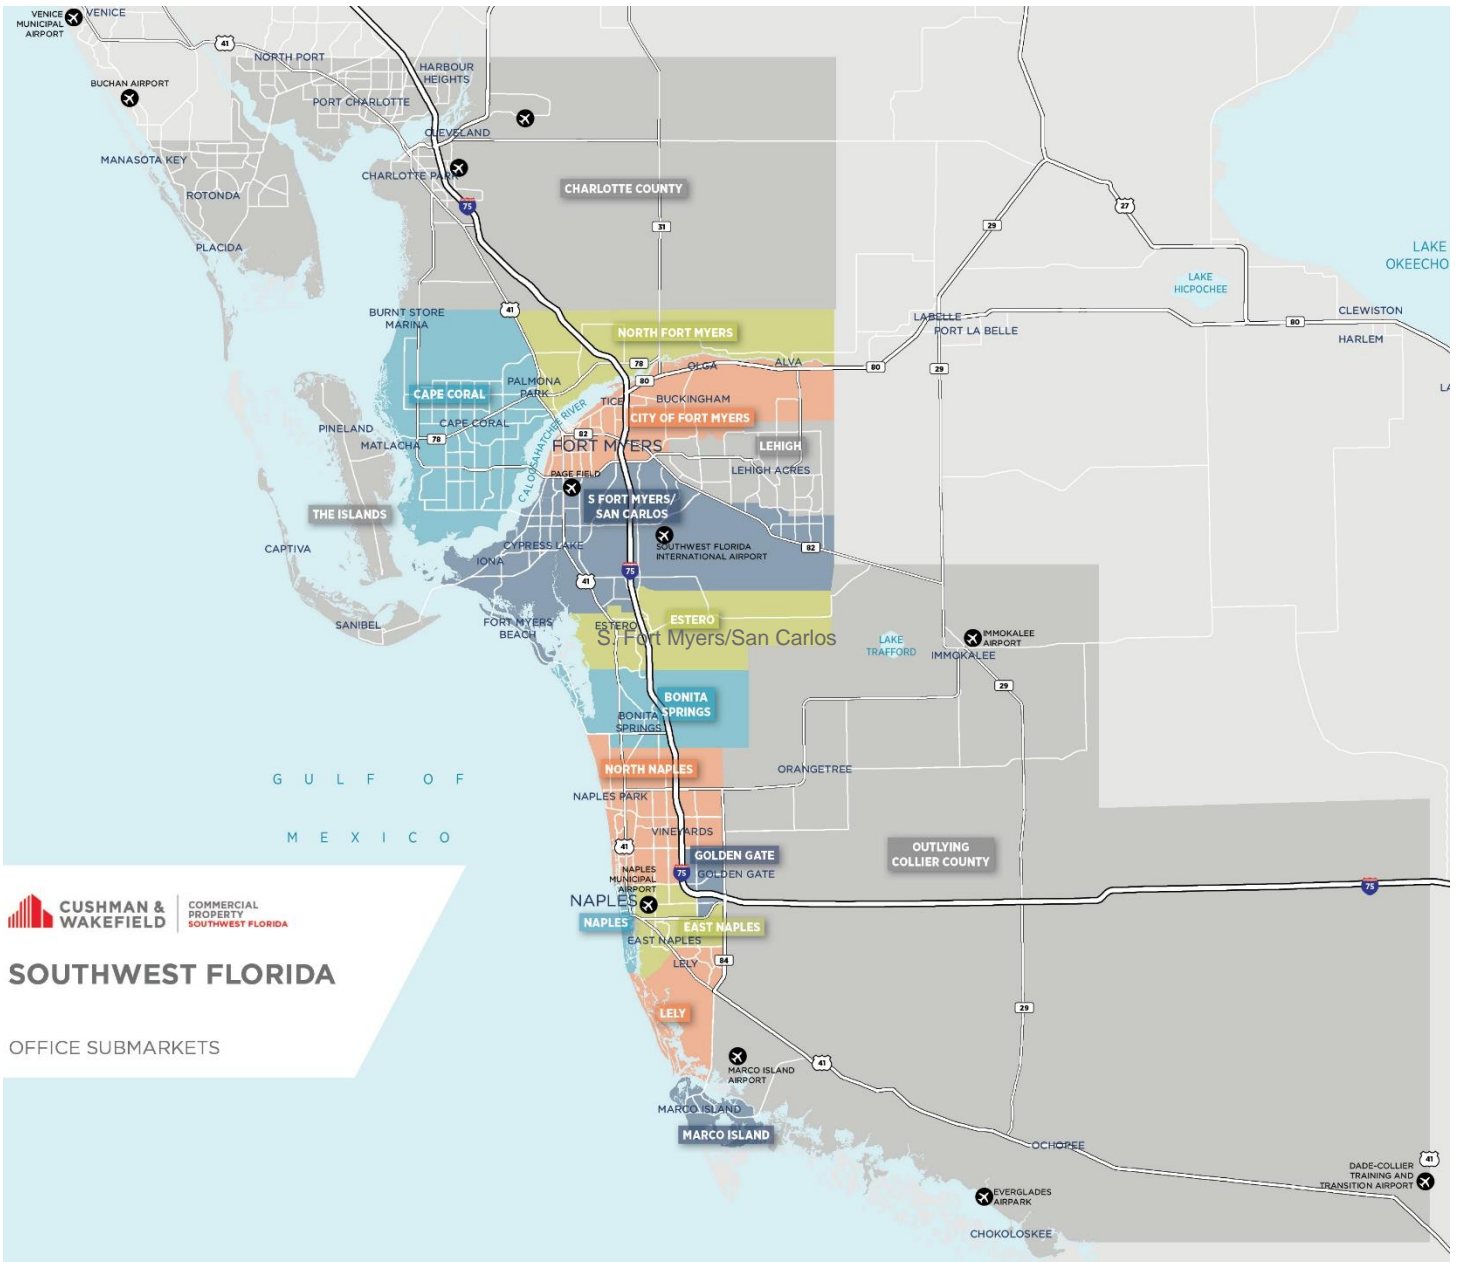 VENICE
MUNICIPAL
AIRPORT
VENICE
41
NORTH PORT
HARBOUR
HEIGHTS
BUCHAN AIRPORT
PORT CHARLOTTE
CLEVELAND
MANASOTA KEY
CHARLOTTE PARK
CHARLOTTE COUNTY
ROTONDA
75
27
31
29
PLACIDA
LAKE
OKEECHO
LAKE
HICPOCHEE
BURNT STORE
MARINA
41
LABELLE
PORT LA BELLE
80
CLEWISTON
HARLEM
NORTH FORT MYERS
78
OLGA
ALVA
80
29
80
PALMONA
PARK
CAPE CORAL
TICE
BUCKINGHAM
LA
CITY OF FORT MYERS
CAPE CORAL
PINELAND
MATLACHA
78
CALOOSAHATCHEE RIVER
82
FORT MYERS
LEHIGH
LEHIGH ACRES
PAGE FIELD
S FORT MYERS/
SAN CARLOS
THE ISLANDS
CAPTIVA
CYPRESS LAKE
IONA
SOUTHWEST FLORIDA
INTERNATIONAL AIRPORT
82
75
41
SANIBEL
FORT MYERS
BEACH
ESTERO
ESTERO
S. Fort Myers/San Carlos
LAKE
TRAFFORD
IMMOKALEE
AIRPORT
IMMOKALEE
29
BONITA
SPRINGS
BONITA
SPRINGS
NORTH NAPLES
ORANGETREE
GULF OF
MEXICO
NAPLES PARK
VINEYARDS
41
GOLDEN GATE
GOLDEN GATE
OUTLYING
COLLIER COUNTY
75
75
NAPLES
MUNICIPAL
AIRPORT
NAPLES
NAPLES
EAST NAPLES
EAST NAPLES
LELY
84
LELY
29
CUSHMAN &
WAKEFIELD
COMMERCIAL
PROPERTY
SOUTHWEST FLORIDA
SOUTHWEST FLORIDA
OFFICE SUBMARKETS
MARCO ISLAND
AIRPORT
41
MARCO ISLAND
MARCO ISLAND
OCHOPEE
41
DADE-COLLIER
TRAINING AND
TRANSITION AIRPORT
EVERGLADES
AIRPARK
CHOKOLOSKEE